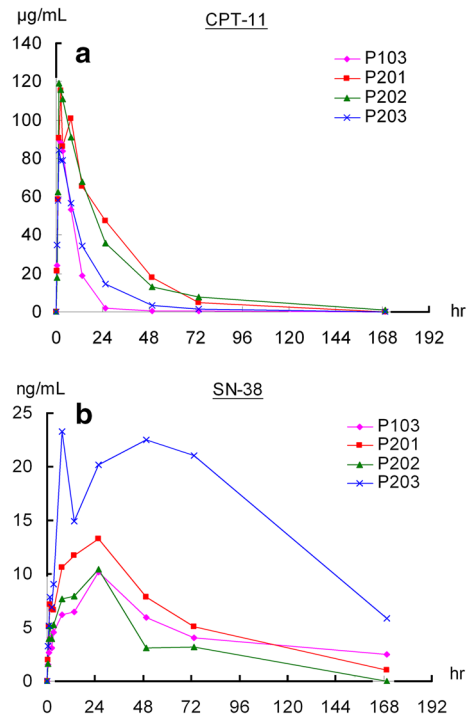 µg/mL
CPT-11
140
120
100
80
60
40
20
0
a
P103
P201
P202
P203
0 24 48 72 96 120 144 168 192
hr
ng/mL
SN-38
25
20
15
10
5
0
b
P103
P201
P202
P203
0 24 48 72 96 120 144 168 192
hr